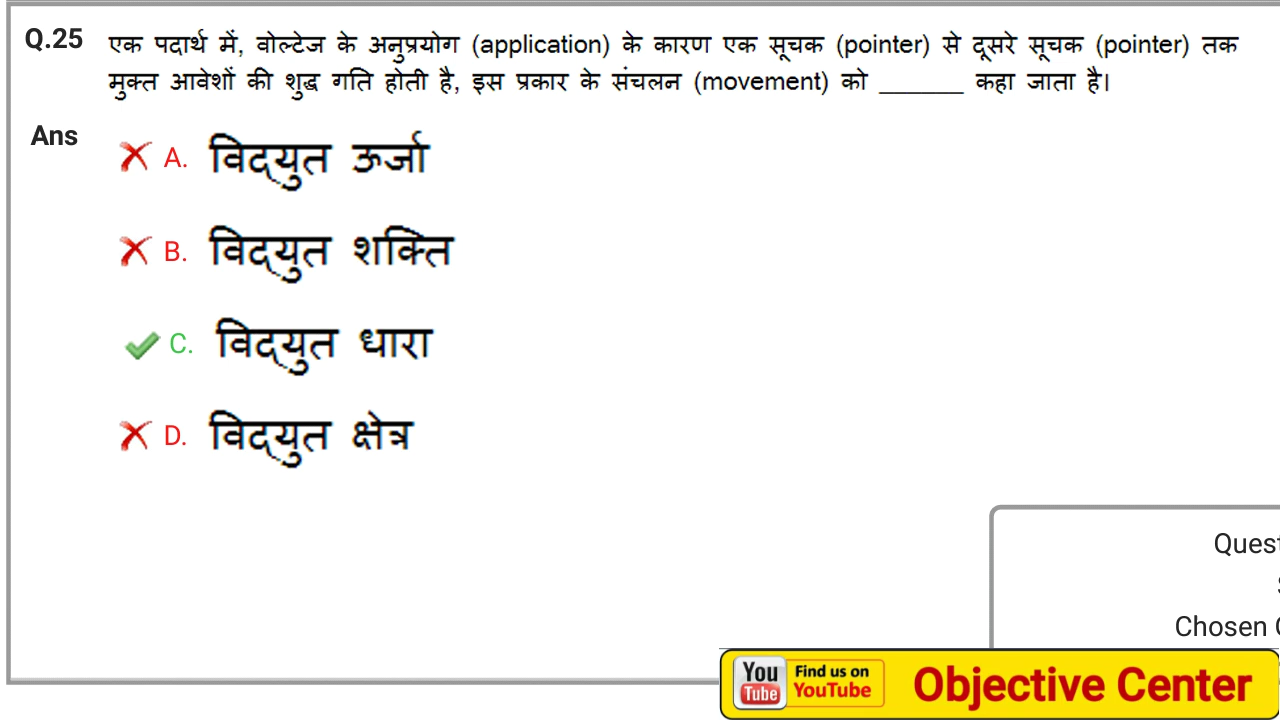 Q.25 एक पदार्थ में, वोल्टेज के अनुप्रयोग (application) के कारण एक सूचक (pointer) से दूसरे सूचक (pointer) तक
मुक्त आवेशों की शुद्ध गति होती है, इस प्रकार के संचलन (movement) को ______ कहा जाता है।
Ans
A. विद्युत ऊर्जा
B. विद्युत शक्ति
C. विद्युत धारा
D. विद्युत क्षेत्र
Chosen
You Tube
Find us on
YouTube
Objective Center